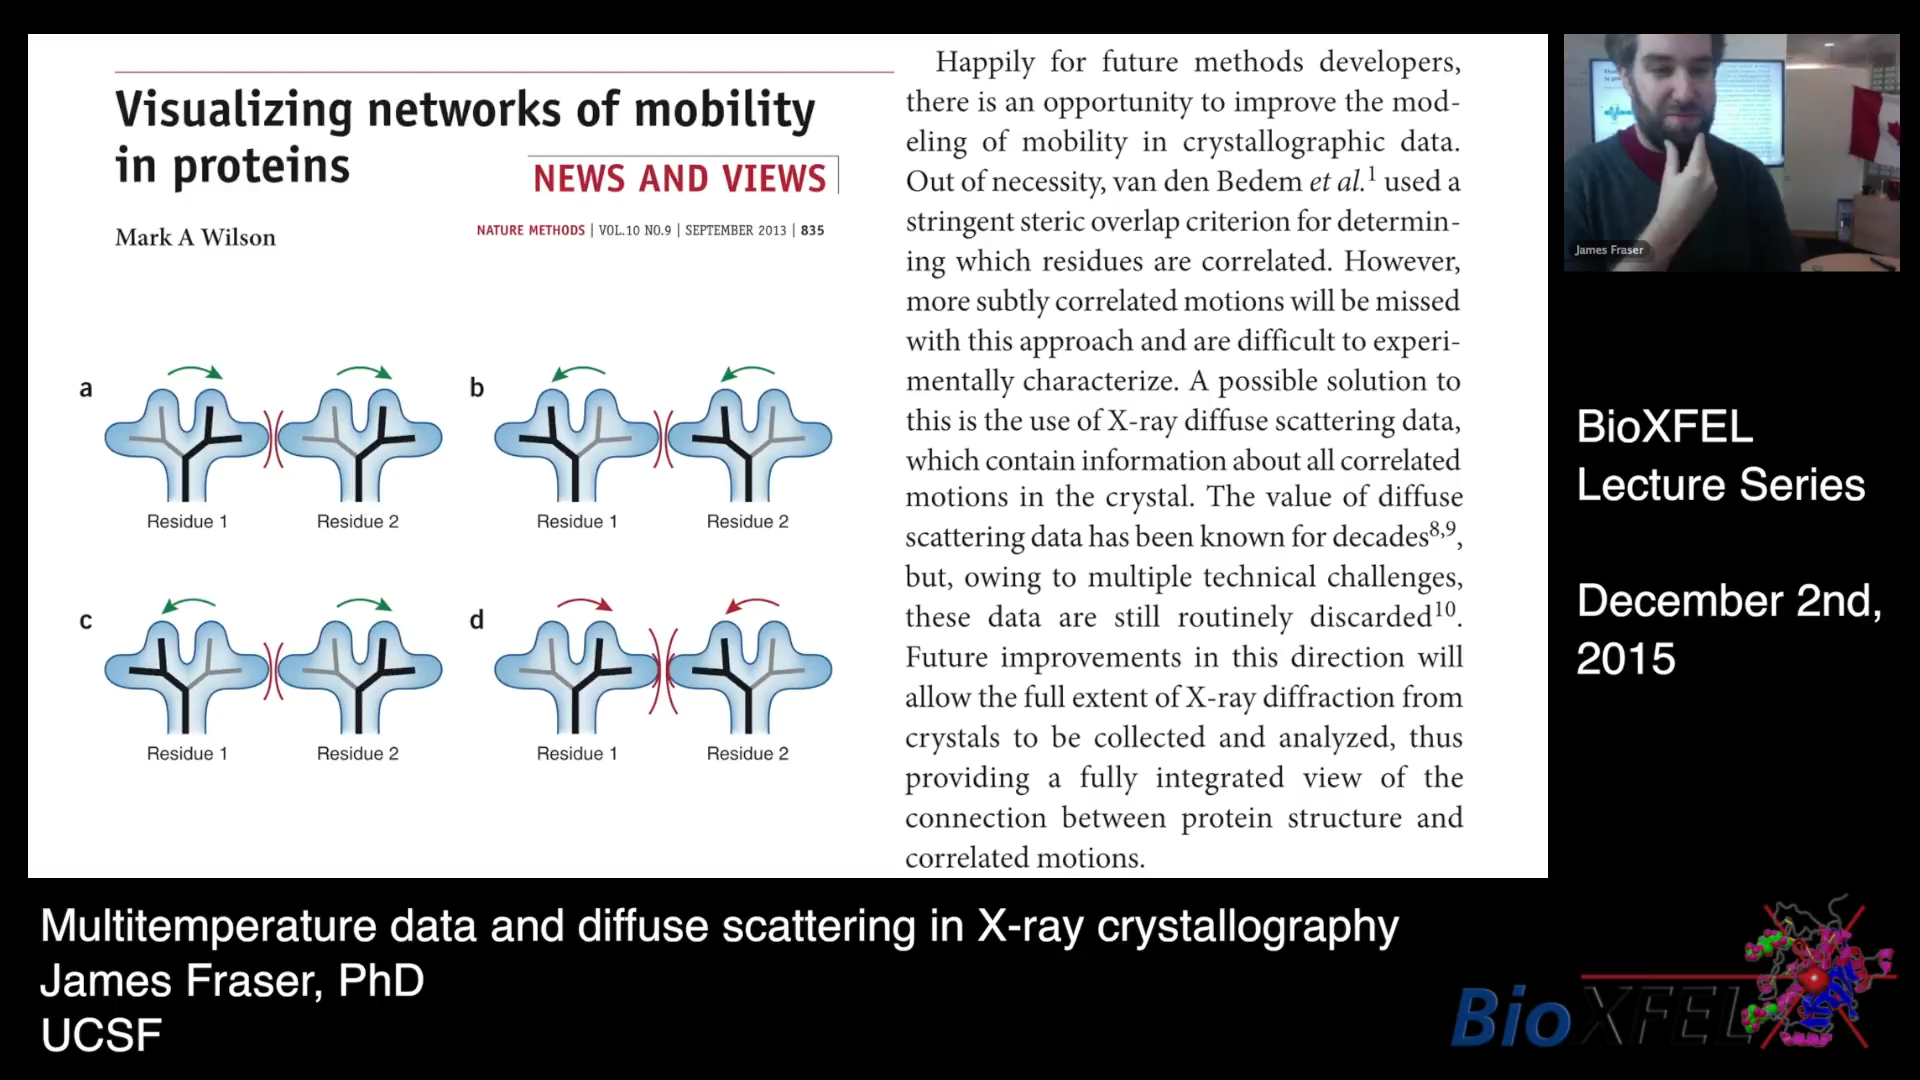 Visualizing networks of mobility
in proteins
NEWS AND VIEWS
Mark A Wilson
NATURE METHODS | VOL.10 NO.9 | SEPTEMBER 2013 | 835
a
Residue 1
Residue 2
b
Residue 1
Residue 2
c
Residue 1
Residue 2
d
Residue 1
Residue 2
Happily for future methods developers,
there is an opportunity to improve the mod-
eling of mobility in crystallographic data.
Out of necessity, van den Bedem et al.1 used a
stringent steric overlap criterion for determin-
ing which residues are correlated. However,
more subtly correlated motions will be missed
with this approach and are difficult to experi-
mentally characterize. A possible solution to
this is the use of X-ray diffuse scattering data,
which contain information about all correlated
motions in the crystal. The value of diffuse
scattering data has been known for decades8,9,
but, owing to multiple technical challenges,
these data are still routinely discarded10.
Future improvements in this direction will
allow the full extent of X-ray diffraction from
crystals to be collected and analyzed, thus
providing a fully integrated view of the
connection between protein structure and
correlated motions.
James Fraser
BioXFEL
Lecture Series
December 2nd,
2015
Multitemperature data and diffuse scattering in X-ray crystallography
James Fraser, PhD
UCSF
BioXFEL